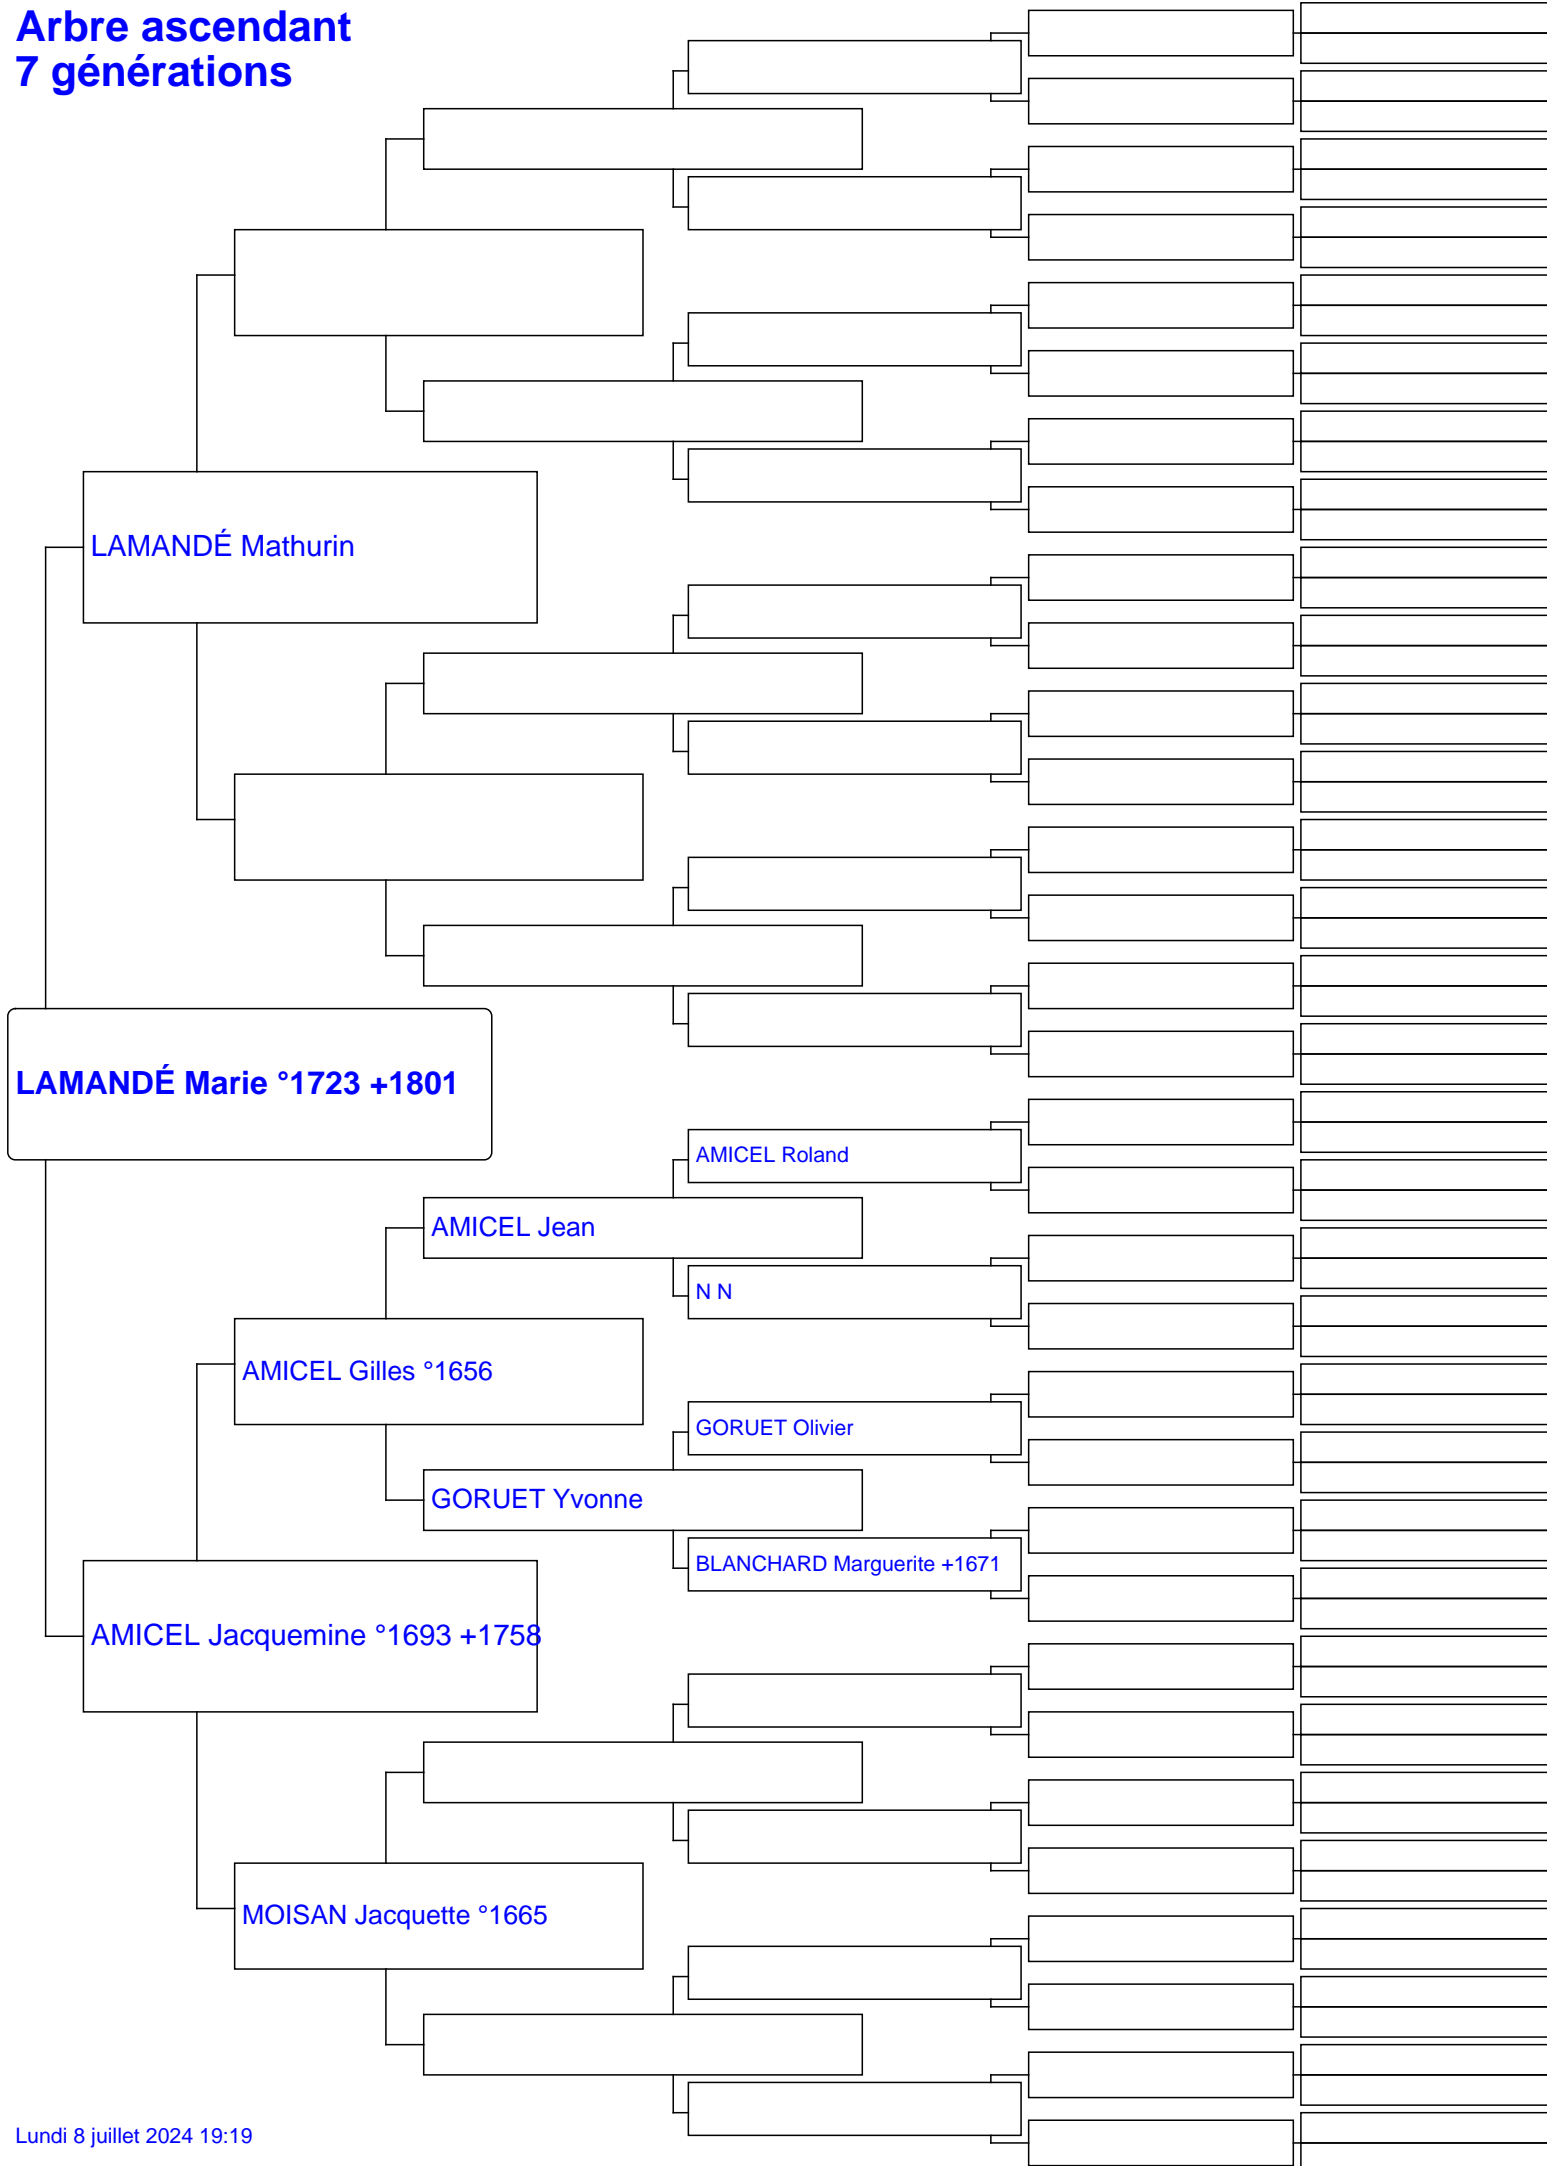 Arbre ascendant
7 générations
LAMANDÉ Mathurin
LAMANDÉ Marie °1723 +1801
AMICEL Roland
AMICEL Jean
N N
AMICEL Gilles °1656
GORUET Olivier
GORUET Yvonne
BLANCHARD Marguerite +1671
AMICEL Jacquemine °1693 +1758
MOISAN Jacquette °1665
Lundi 8 juillet 2024 19:19